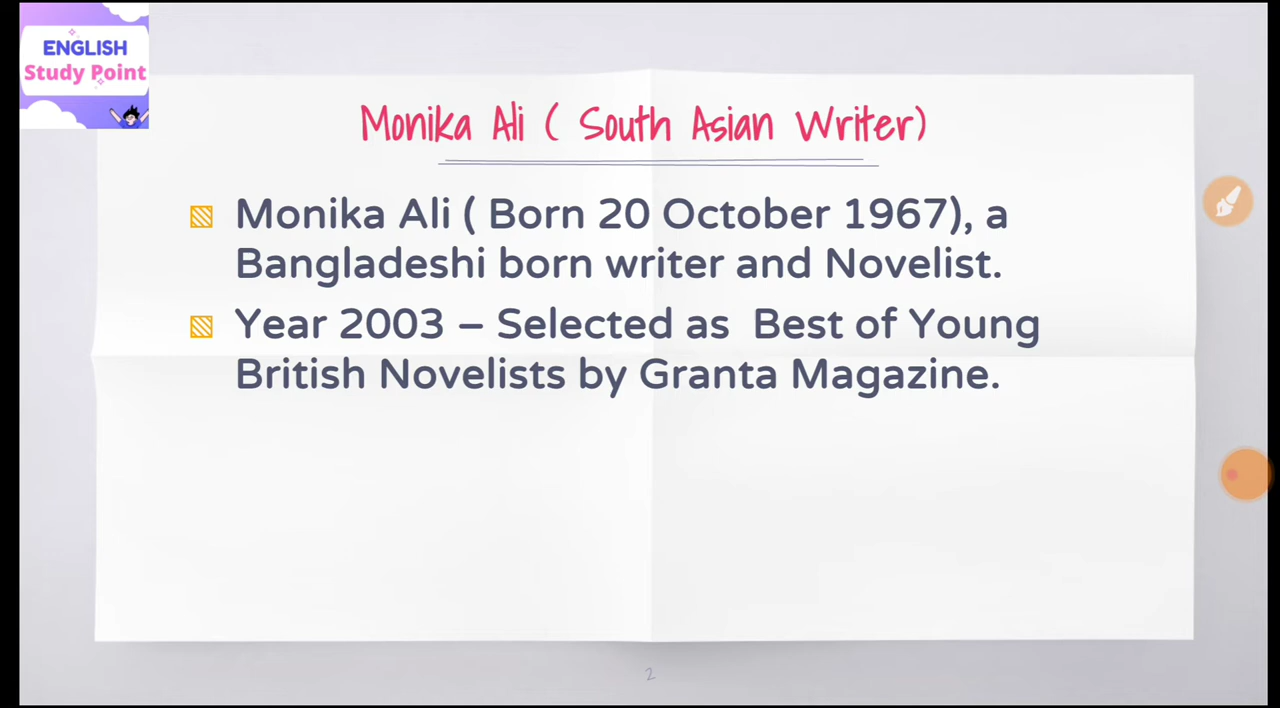 ENGLISH
Study Point
Monika Ali ( South Asian Writer)
Monika Ali ( Born 20 October 1967), a
Bangladeshi born writer and Novelist.
Year 2003 – Selected as Best of Young
British Novelists by Granta Magazine.
2